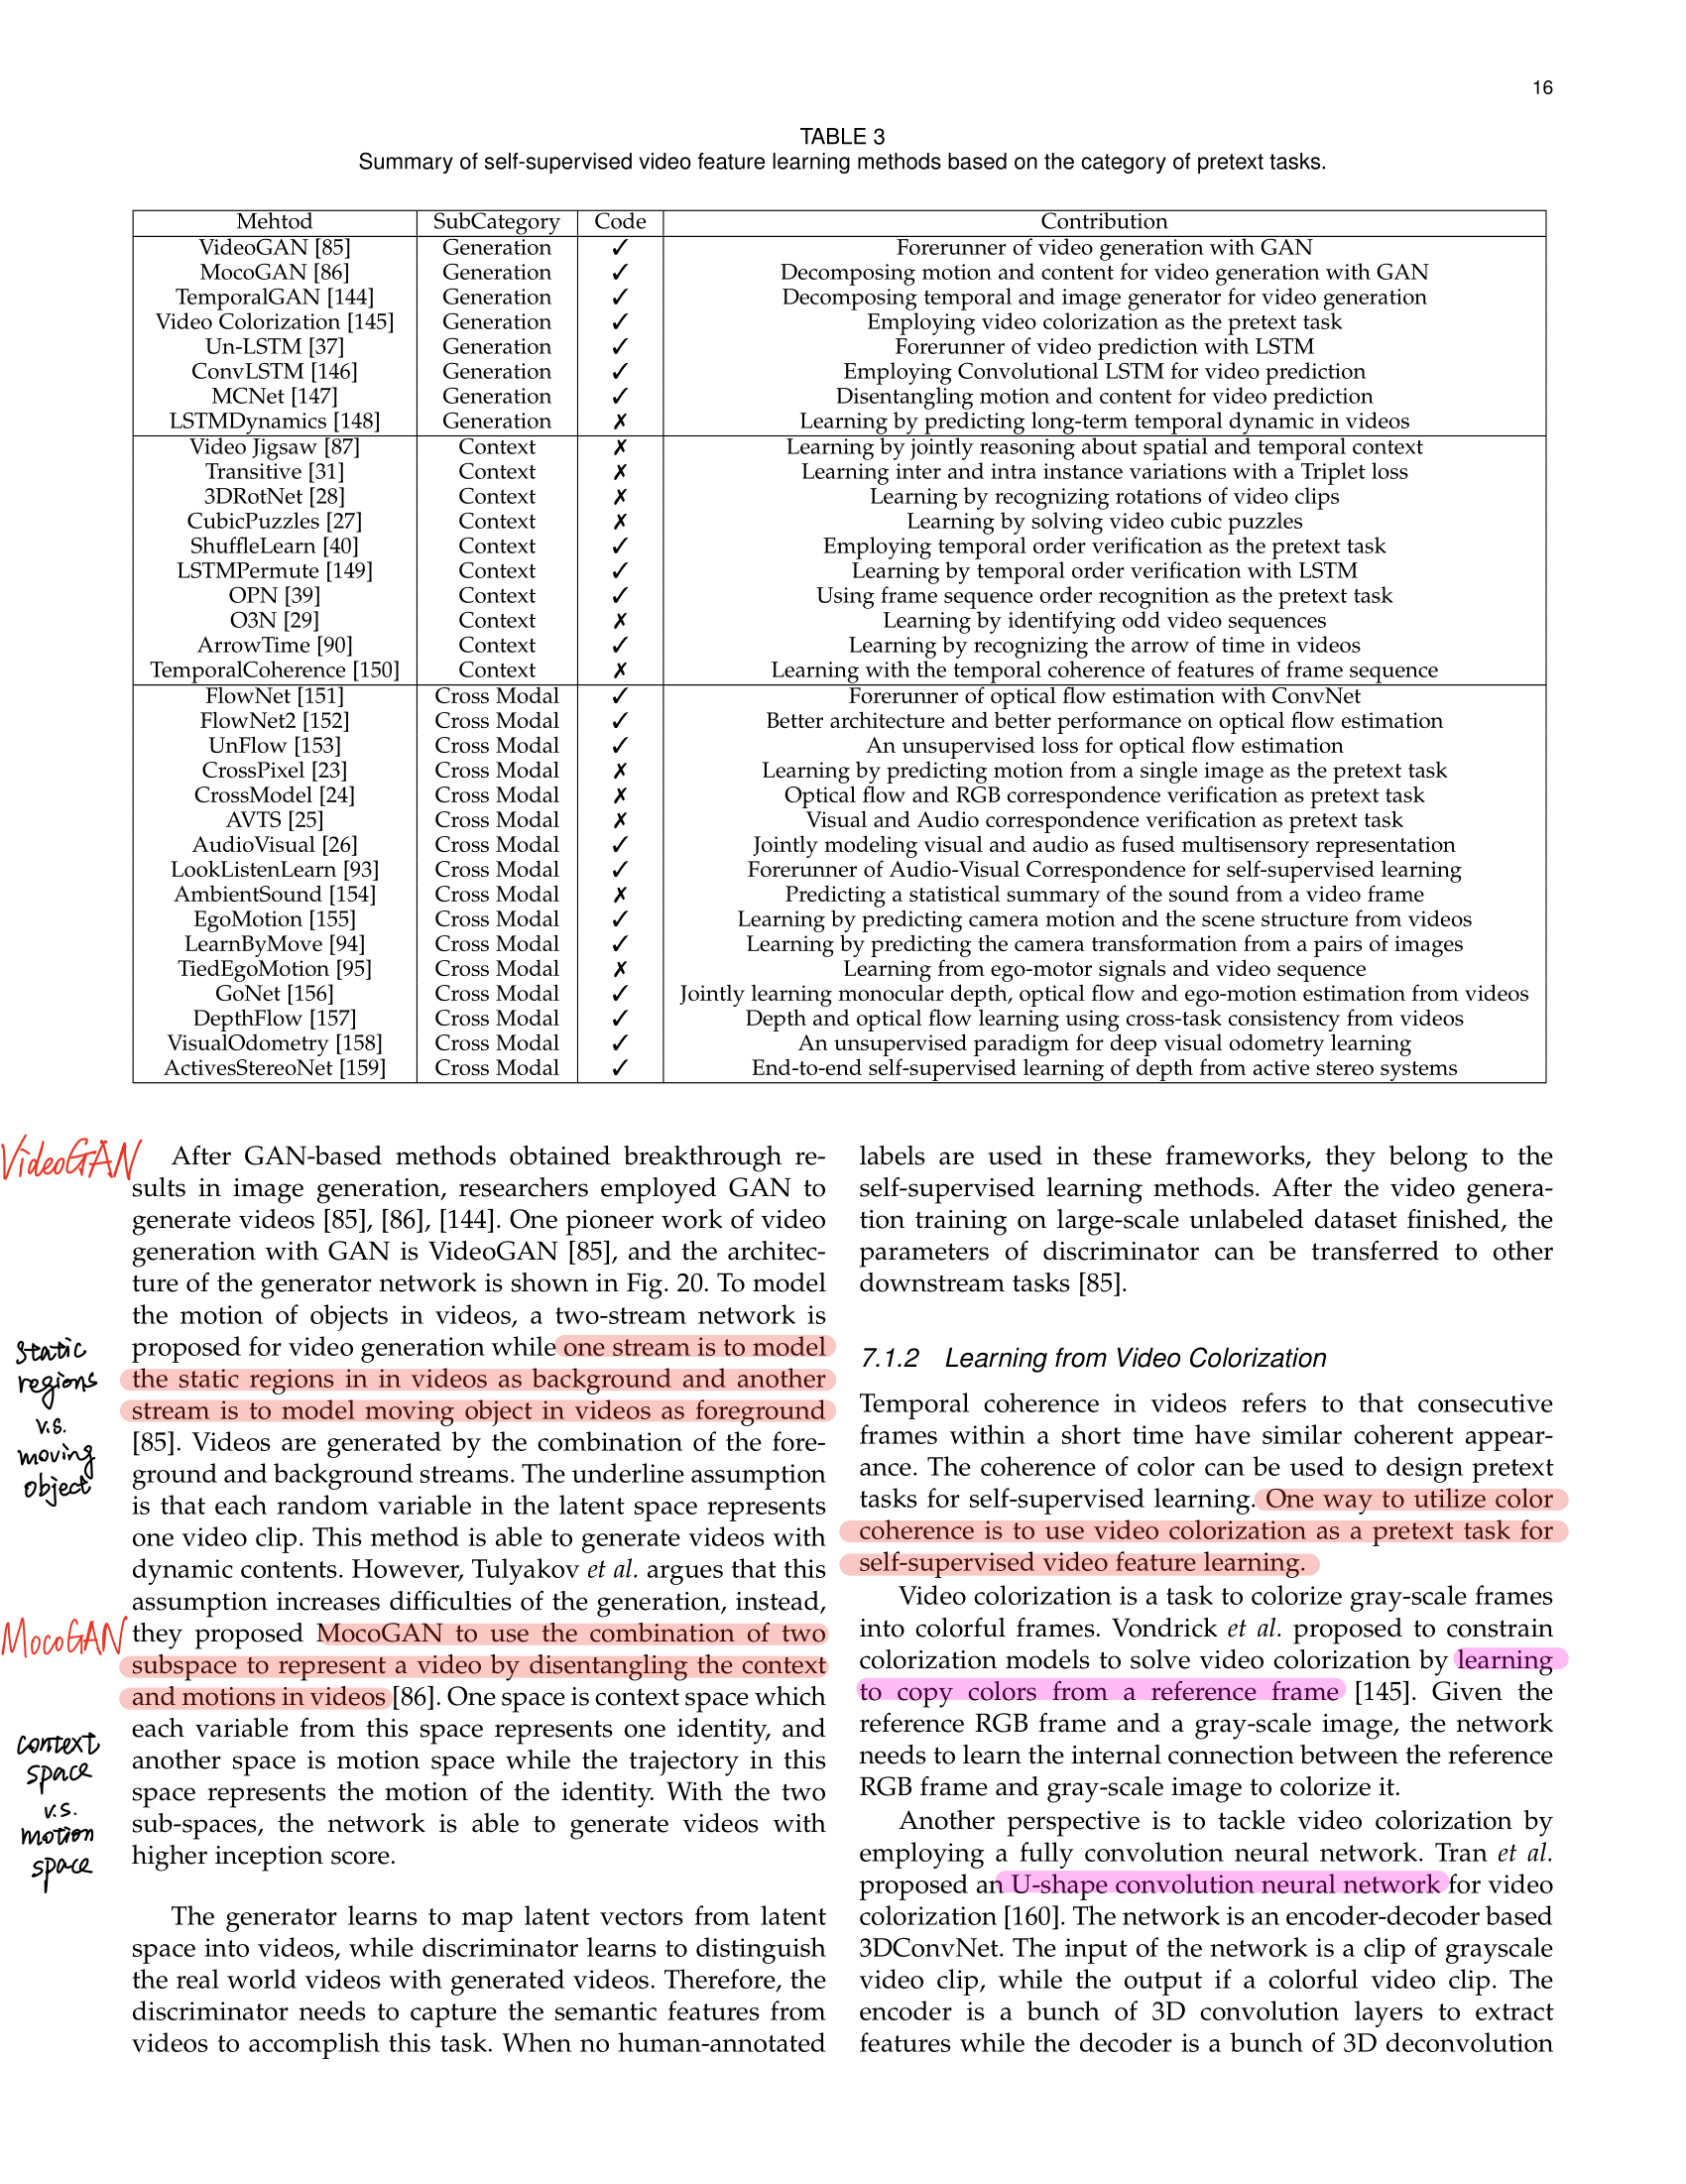 16
TABLE 3
Summary of self-supervised video feature learning methods based on the category of pretext tasks.
Mehtod SubCategory Code Contribution
VideoGAN [85] Generation ✓ Forerunner of video generation with GAN
MocoGAN [86] Generation ✓ Decomposing motion and content for video generation with GAN
TemporalGAN [144] Generation ✓ Decomposing temporal and image generator for video generation
Video Colorization [145] Generation ✓ Employing video colorization as the pretext task
Un-LSTM [37] Generation ✓ Forerunner of video prediction with LSTM
ConvLSTM [146] Generation ✓ Employing Convolutional LSTM for video prediction
MCNet [147] Generation ✓ Disentangling motion and content for video prediction
LSTMDynamics [148] Generation ✗ Learning by predicting long-term temporal dynamic in videos
Video Jigsaw [87] Context ✗ Learning by jointly reasoning about spatial and temporal context
Transitive [31] Context ✗ Learning inter and intra instance variations with a Triplet loss
3DRotNet [28] Context ✗ Learning by recognizing rotations of video clips
CubicPuzzles [27] Context ✗ Learning by solving video cubic puzzles
ShuffleLearn [40] Context ✓ Employing temporal order verification as the pretext task
LSTMPermute [149] Context ✓ Learning by temporal order verification with LSTM
OPN [39] Context ✓ Using frame sequence order recognition as the pretext task
O3N [29] Context ✗ Learning by identifying odd video sequences
ArrowTime [90] Context ✓ Learning by recognizing the arrow of time in videos
TemporalCoherence [150] Context ✗ Learning with the temporal coherence of features of frame sequence
FlowNet [151] Cross Modal ✓ Forerunner of optical flow estimation with ConvNet
FlowNet2 [152] Cross Modal ✓ Better architecture and better performance on optical flow estimation
UnFlow [153] Cross Modal ✓ An unsupervised loss for optical flow estimation
CrossPixel [23] Cross Modal ✗ Learning by predicting motion from a single image as the pretext task
CrossModel [24] Cross Modal ✗ Optical flow and RGB correspondence verification as pretext task
AVTS [25] Cross Modal ✗ Visual and Audio correspondence verification as pretext task
AudioVisual [26] Cross Modal ✓ Jointly modeling visual and audio as fused multisensory representation
LookListenLearn [93] Cross Modal ✓ Forerunner of Audio-Visual Correspondence for self-supervised learning
AmbientSound [154] Cross Modal ✗ Predicting a statistical summary of the sound from a video frame
EgoMotion [155] Cross Modal ✓ Learning by predicting camera motion and the scene structure from videos
LearnByMove [94] Cross Modal ✓ Learning by predicting the camera transformation from a pairs of images
TiedEgoMotion [95] Cross Modal ✗ Learning from ego-motor signals and video sequence
GoNet [156] Cross Modal ✓ Jointly learning monocular depth, optical flow and ego-motion estimation from videos
DepthFlow [157] Cross Modal ✓ Depth and optical flow learning using cross-task consistency from videos
VisualOdometry [158] Cross Modal ✓ An unsupervised paradigm for deep visual odometry learning
ActivesStereoNet [159] Cross Modal ✓ End-to-end self-supervised learning of depth from active stereo systems
VideoGAN
static
regions
v.s.
moving
object
MocoGAN
context
space
v.s.
motion
space
After GAN-based methods obtained breakthrough re-
sults in image generation, researchers employed GAN to
generate videos [85], [86], [144]. One pioneer work of video
generation with GAN is VideoGAN [85], and the architec-
ture of the generator network is shown in Fig. 20. To model
the motion of objects in videos, a two-stream network is
proposed for video generation while one stream is to model
the static regions in in videos as background and another
stream is to model moving object in videos as foreground
[85]. Videos are generated by the combination of the fore-
ground and background streams. The underline assumption
is that each random variable in the latent space represents
one video clip. This method is able to generate videos with
dynamic contents. However, Tulyakov et al. argues that this
assumption increases difficulties of the generation, instead,
they proposed MocoGAN to use the combination of two
subspace to represent a video by disentangling the context
and motions in videos [86]. One space is context space which
each variable from this space represents one identity, and
another space is motion space while the trajectory in this
space represents the motion of the identity. With the two
sub-spaces, the network is able to generate videos with
higher inception score.
The generator learns to map latent vectors from latent
space into videos, while discriminator learns to distinguish
the real world videos with generated videos. Therefore, the
discriminator needs to capture the semantic features from
videos to accomplish this task. When no human-annotated
labels are used in these frameworks, they belong to the
self-supervised learning methods. After the video genera-
tion training on large-scale unlabeled dataset finished, the
parameters of discriminator can be transferred to other
downstream tasks [85].
7.1.2 Learning from Video Colorization
Temporal coherence in videos refers to that consecutive
frames within a short time have similar coherent appear-
ance. The coherence of color can be used to design pretext
tasks for self-supervised learning. One way to utilize color
coherence is to use video colorization as a pretext task for
self-supervised video feature learning.
Video colorization is a task to colorize gray-scale frames
into colorful frames. Vondrick et al. proposed to constrain
colorization models to solve video colorization by learning
to copy colors from a reference frame [145]. Given the
reference RGB frame and a gray-scale image, the network
needs to learn the internal connection between the reference
RGB frame and gray-scale image to colorize it.
Another perspective is to tackle video colorization by
employing a fully convolution neural network. Tran et al.
proposed an U-shape convolution neural network for video
colorization [160]. The network is an encoder-decoder based
3DConvNet. The input of the network is a clip of grayscale
video clip, while the output if a colorful video clip. The
encoder is a bunch of 3D convolution layers to extract
features while the decoder is a bunch of 3D deconvolution